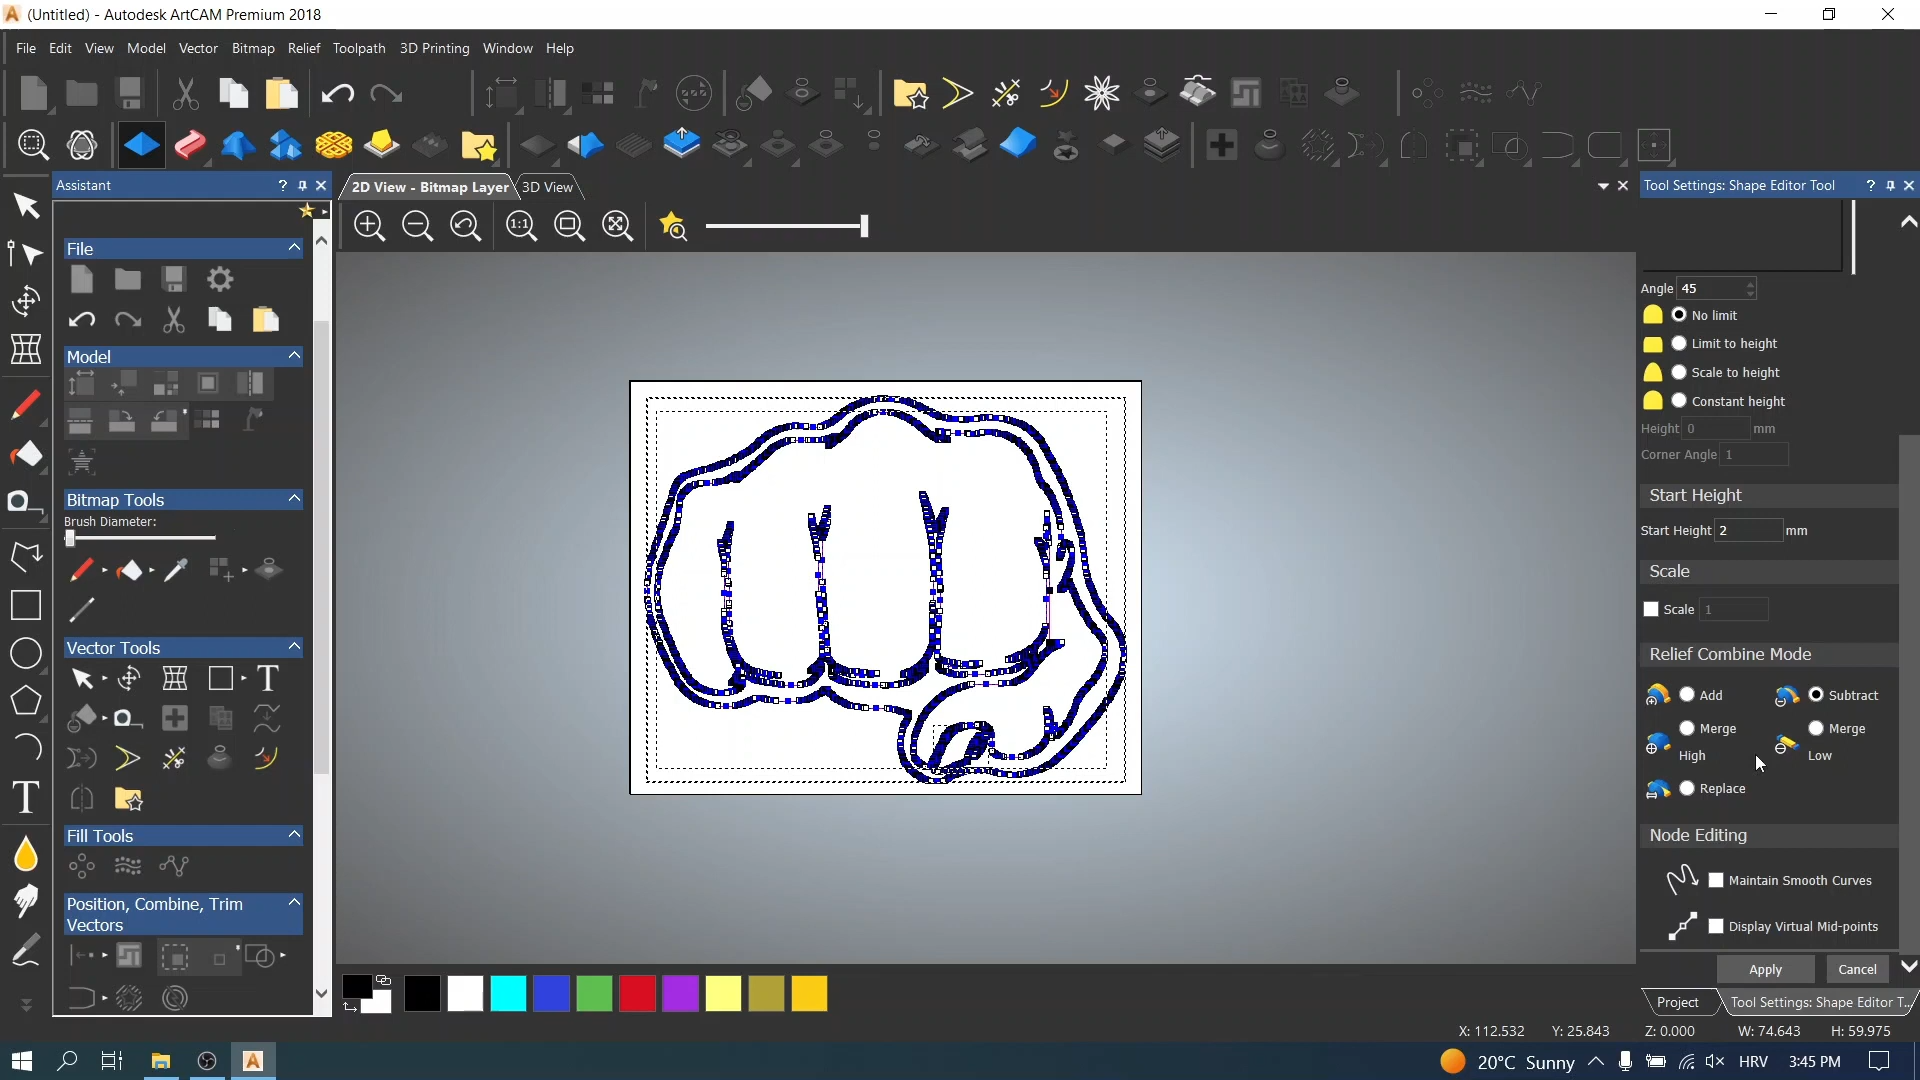 (Untitled) - Autodesk ArtCAM Premium 2018
File Edit View Model Vector Bitmap Relief Toolpath 3D Printing Window Help
Assistant
2D View - Bitmap Layer
3D View
Tool Settings: Shape Editor Tool
1:1
File
Model
Bitmap Tools
Brush Diameter:
Vector Tools
Fill Tools
Position, Combine, Trim
Vectors
Angle 45
No limit
Limit to height
Scale to height
Constant height
Height 0 mm
Corner Angle 1
Start Height
Start Height 2 mm
Scale
Scale 1
Relief Combine Mode
Add Subtract
Merge Merge
High Low
Replace
Node Editing
Maintain Smooth Curves
Display Virtual Mid-points
Apply Cancel
Project Tool Settings: Shape Editor T...
X: 112.532 Y: 25.843 Z: 0.000 W: 74.643 H: 59.975
20°C Sunny HRV 3:45 PM